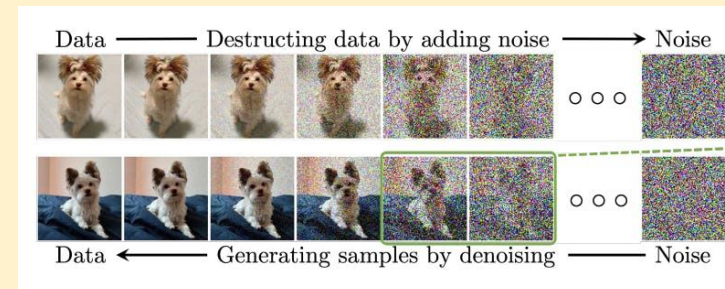 Data Destructing data by adding noise Noise
Data Generating samples by denoising Noise